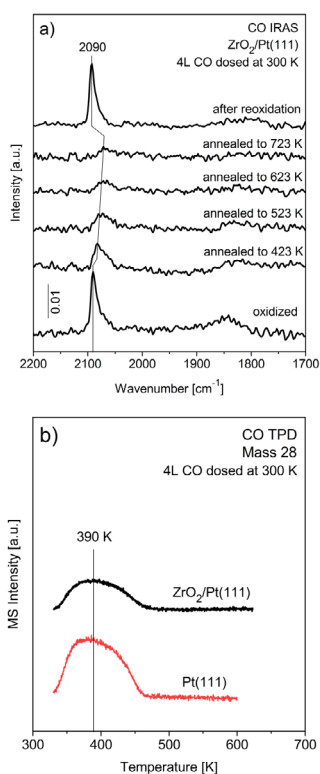 a)
CO IRAS
ZrO₂/Pt(111)
4L CO dosed at 300 K
2090
after reoxidation
annealed to 723 K
annealed to 623 K
annealed to 523 K
annealed to 423 K
oxidized
0.01
Intensity [a.u.]
2200 2100 2000 1900 1800 1700
Wavenumber [cm⁻¹]
b)
CO TPD
Mass 28
4L CO dosed at 300 K
390 K
ZrO₂/Pt(111)
Pt(111)
MS Intensity [a.u.]
300 400 500 600 700
Temperature [K]